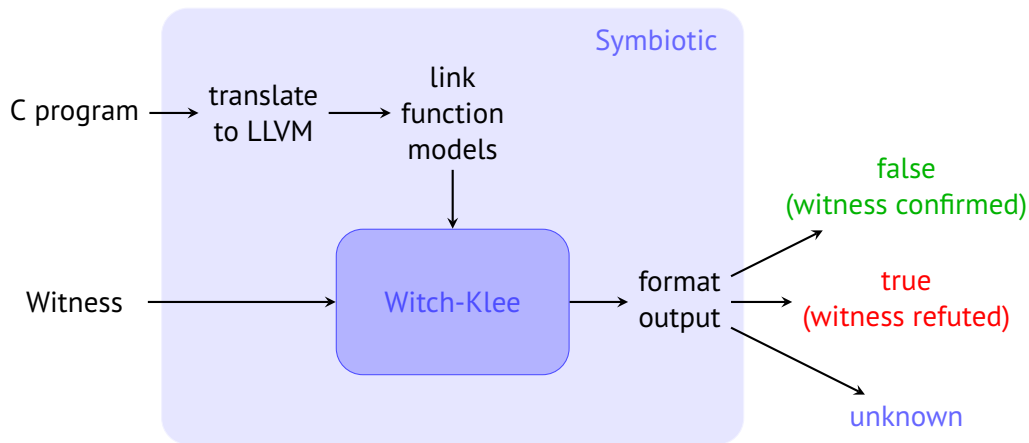 Symbiotic
C program
translate
to LLVM
link
function
models
Witness
Witch-Klee
format
output
false
(witness confirmed)
true
(witness refuted)
unknown